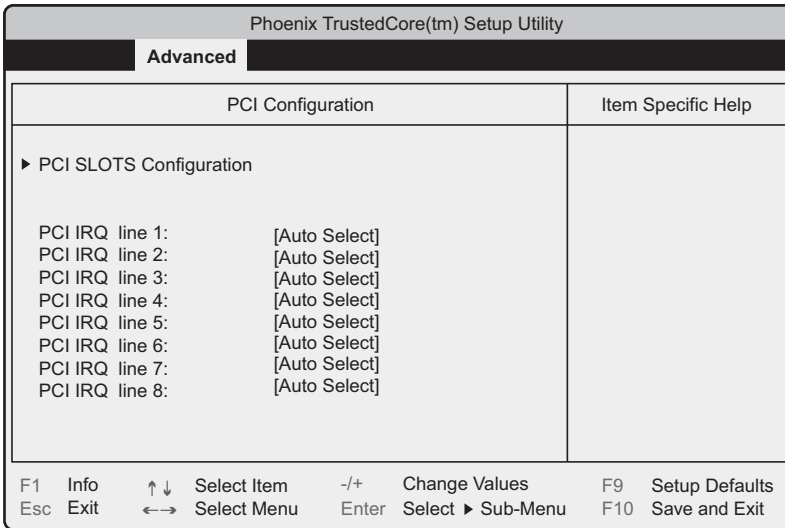 Phoenix TrustedCore(tm) Setup Utility
Advanced
PCI Configuration
Item Specific Help
▶ PCI SLOTS Configuration
PCI IRQ line 1: [Auto Select]
PCI IRQ line 2: [Auto Select]
PCI IRQ line 3: [Auto Select]
PCI IRQ line 4: [Auto Select]
PCI IRQ line 5: [Auto Select]
PCI IRQ line 6: [Auto Select]
PCI IRQ line 7: [Auto Select]
PCI IRQ line 8: [Auto Select]
F1 Info ↑↓ Select Item -/+ Change Values F9 Setup Defaults
Esc Exit ←→ Select Menu Enter Select ▶ Sub-Menu F10 Save and Exit